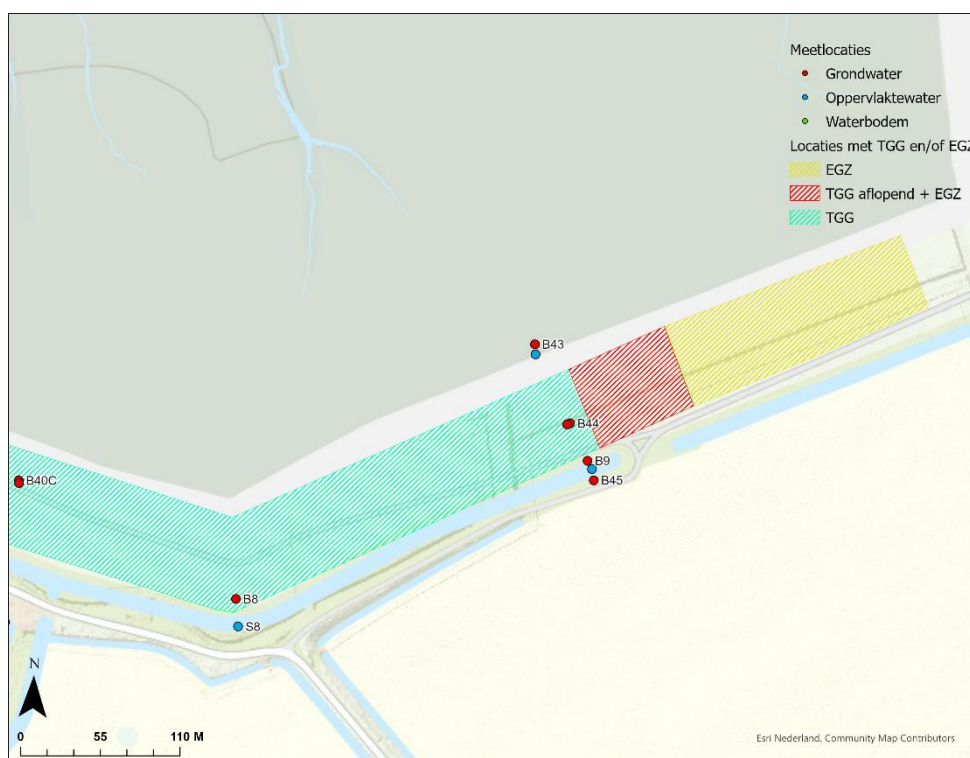 Meetlocaties
Grondwater
Oppervlaktewater
Waterbodem
Locaties met TGG en/of EGZ
EGZ
TGG aflopend + EGZ
TGG
B43
B44
B9
B45
B40C
B8
S8
N
0 55 110 M
Esri Nederland, Community Map Contributors